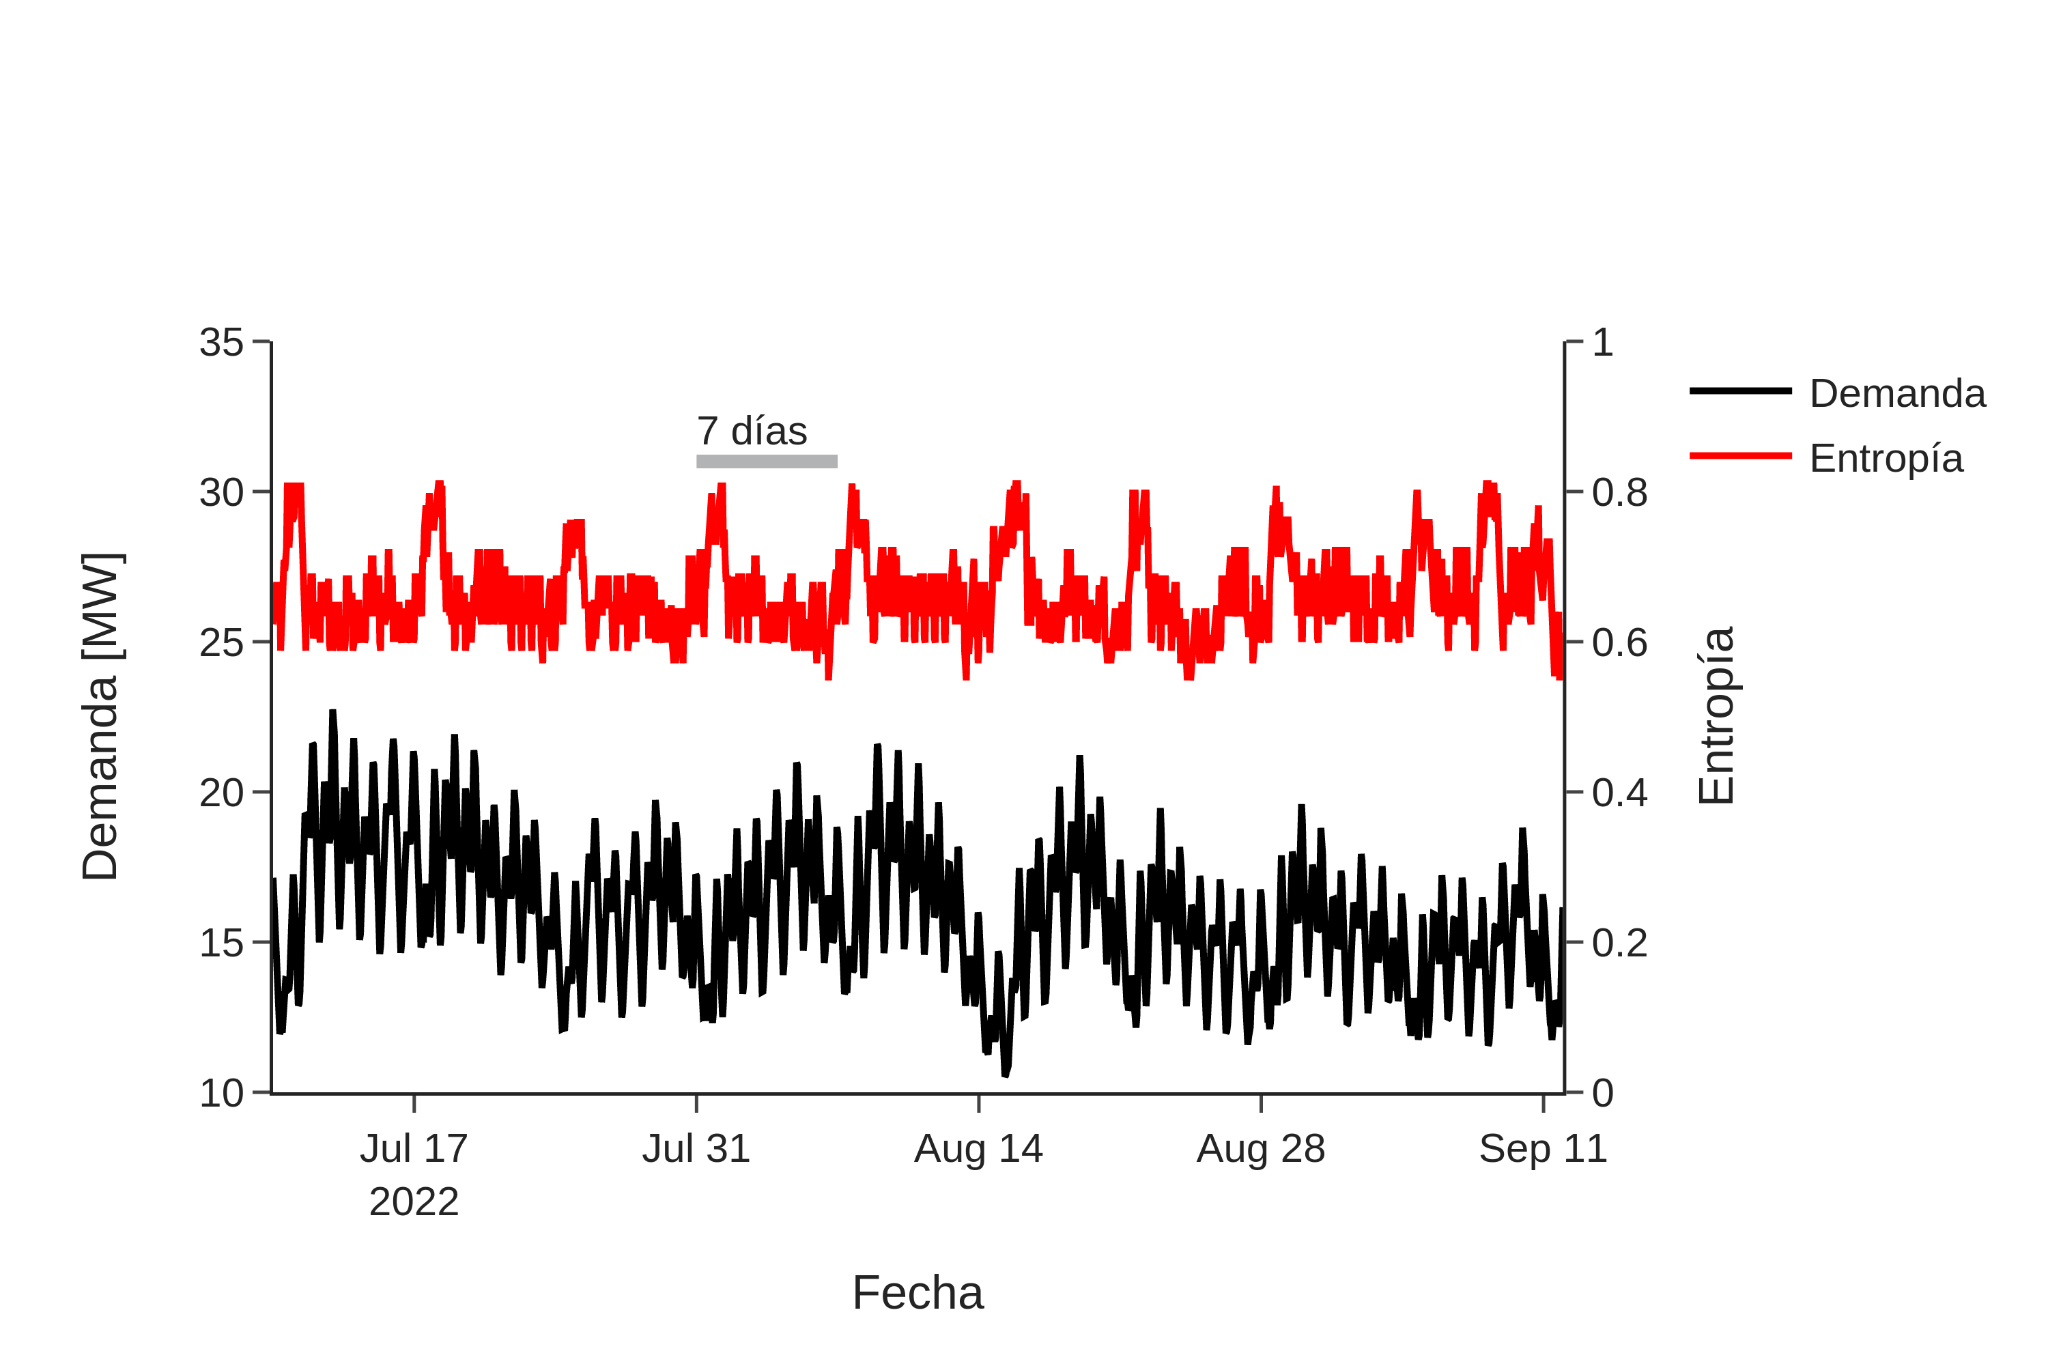 35
30
25
20
15
10
Demanda [MW]
7 días
1
0.8
0.6
0.4
0.2
0
Entropía
Demanda
Entropía
Jul 17
2022
Jul 31
Aug 14
Aug 28
Sep 11
Fecha